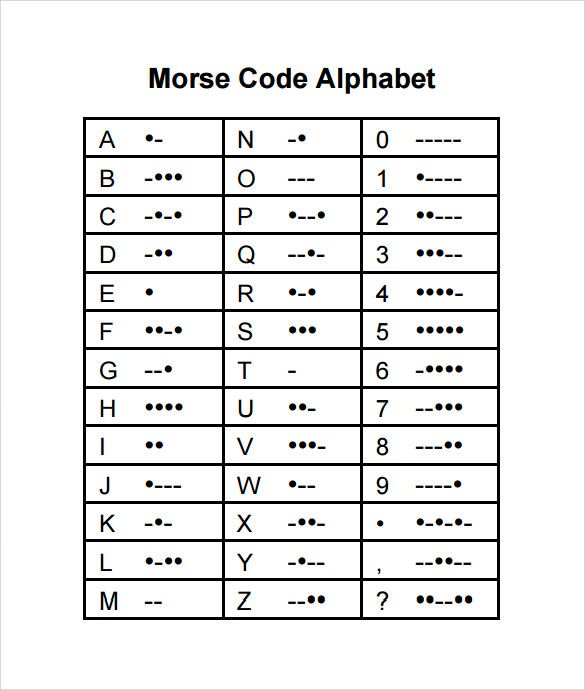 Morse Code Alphabet
A •- N -• 0 -----
B -••• O --- 1 •----
C -•-• P •--• 2 ••---
D -•• Q --•- 3 •••--
E • R •-• 4 ••••-
F ••-• S ••• 5 •••••
G --• T - 6 -••••
H •••• U ••- 7 --•••
I •• V •••- 8 ---••
J •--- W •-- 9 ----•
K -•- X -••- • •-•-•-
L •-•• Y -•-- , --••--
M -- Z --•• ? ••--••